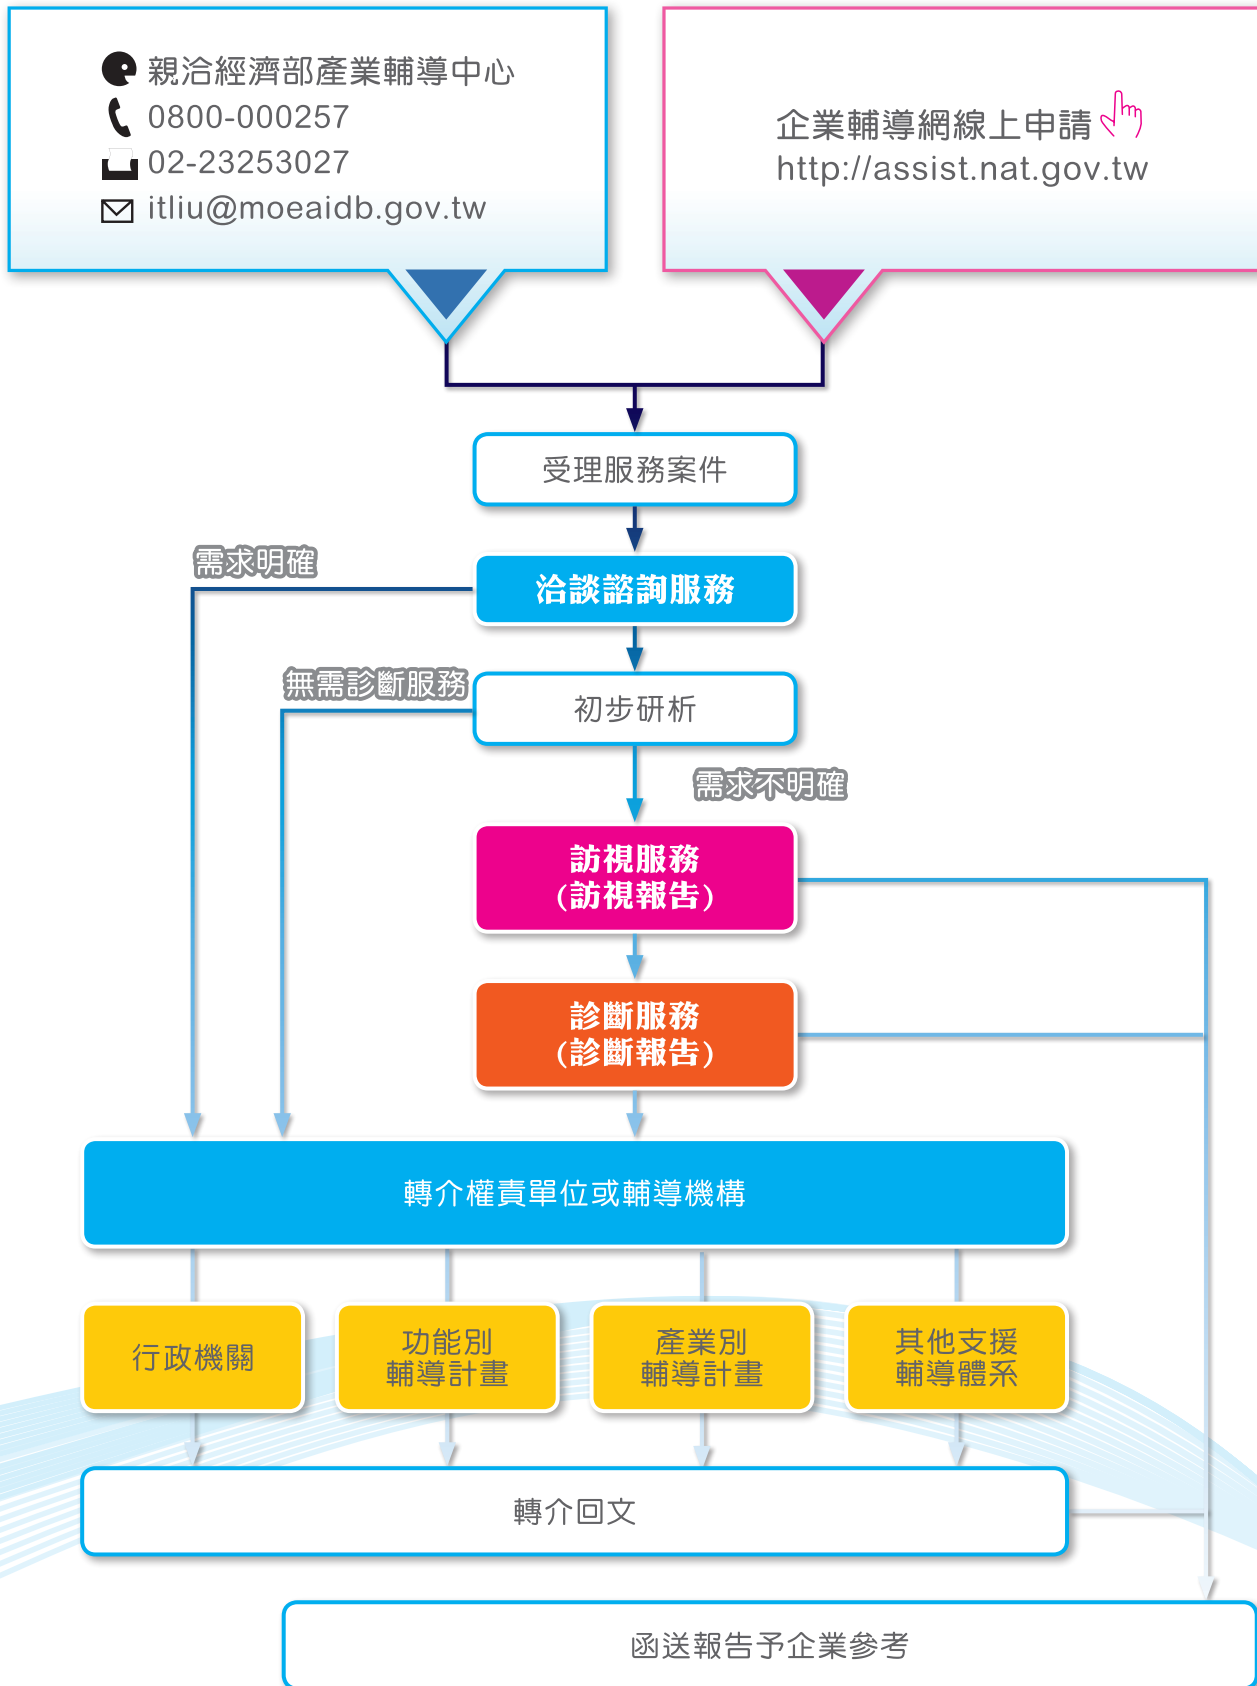 親洽經濟部產業輔導中心
0800-000257
02-23253027
itliu@moeaidb.gov.tw
企業輔導網線上申請
http://assist.nat.gov.tw
受理服務案件
需求明確
洽談諮詢服務
無需診斷服務
初步研析
需求不明確
訪視服務
(訪視報告)
診斷服務
(診斷報告)
轉介權責單位或輔導機構
行政機關
功能別
輔導計畫
產業別
輔導計畫
其他支援
輔導體系
轉介回文
函送報告予企業參考